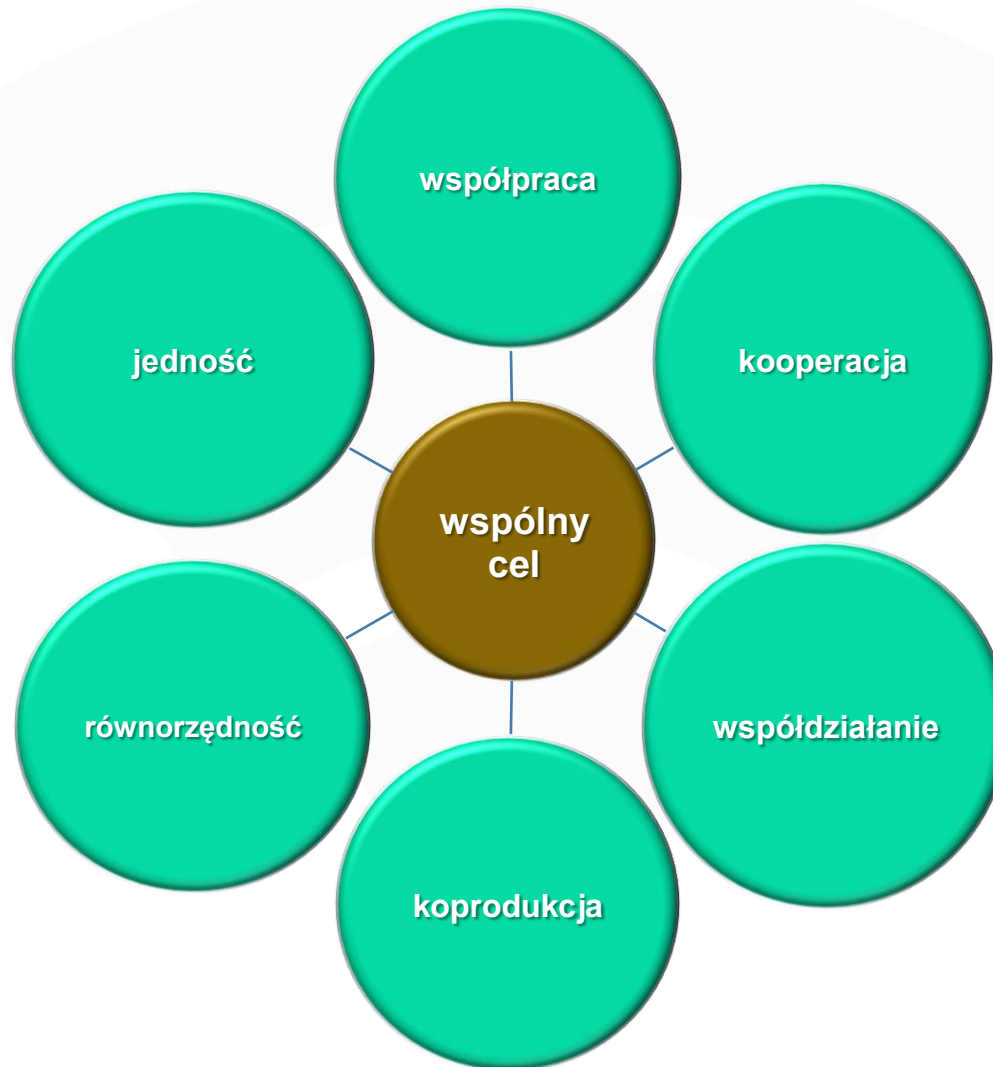 współpraca
jedność
kooperacja
wspólny
cel
równorzędność
współdziałanie
koprodukcja